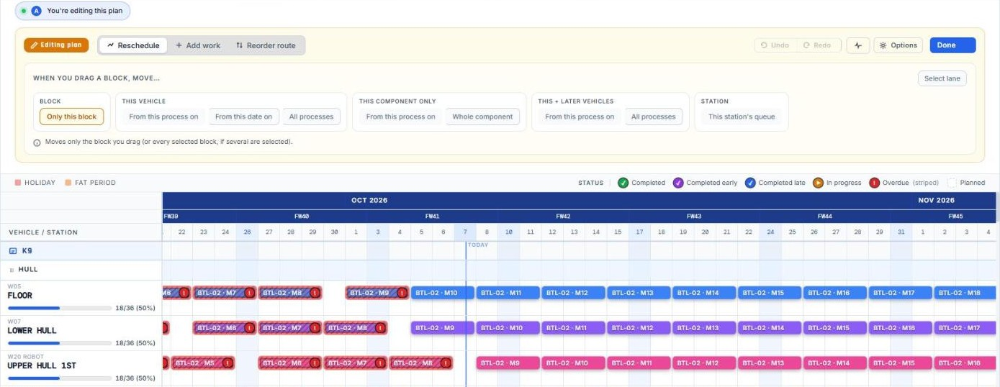 A You're editing this plan
Editing plan Reschedule + Add work Reorder route Undo Redo Options Done
WHEN YOU DRAG A BLOCK, MOVE... Select lane
BLOCK THIS VEHICLE THIS COMPONENT ONLY THIS + LATER VEHICLES STATION
Only this block From this process on From this date on All processes From this process on Whole component From this process on All processes This station's queue
Moves only the block you drag (or every selected block, if several are selected).
HOLIDAY FAT PERIOD STATUS Completed Completed early Completed late In progress Overdue (striped) Planned
OCT 2026 NOV 2026
FW39 FW40 FW41 FW42 FW43 FW44 FW45
VEHICLE / STATION 22 23 24 26 27 28 29 30 1 3 4 5 6 7 8 10 11 12 13 14 15 17 18 19 20 21 22 24 25 26 27 28 29 31 1 2 3 4
K9 TODAY
HULL
W05
FLOOR M6 ! BTL-02 · M7 ! BTL-02 · M8 ! BTL-02 · M9 ! BTL-02 · M10 BTL-02 · M11 BTL-02 · M12 BTL-02 · M13 BTL-02 · M14 BTL-02 · M15 BTL-02 · M16 BTL-02 · M17 BTL-02 · M18
18/36 (50%)
W07
LOWER HULL BTL-02 · M6 ! BTL-02 · M7 ! BTL-02 · M8 ! BTL-02 · M9 BTL-02 · M10 BTL-02 · M11 BTL-02 · M12 BTL-02 · M13 BTL-02 · M14 BTL-02 · M15 BTL-02 · M16 BTL-02 · M17
18/36 (50%)
W20 ROBOT
UPPER HULL 1ST BTL-02 · M5 ! BTL-02 · M6 ! BTL-02 · M7 ! BTL-02 · M8 ! BTL-02 · M9 BTL-02 · M10 BTL-02 · M11 BTL-02 · M12 BTL-02 · M13 BTL-02 · M14 BTL-02 · M15 BTL-02 · M16
18/36 (50%)